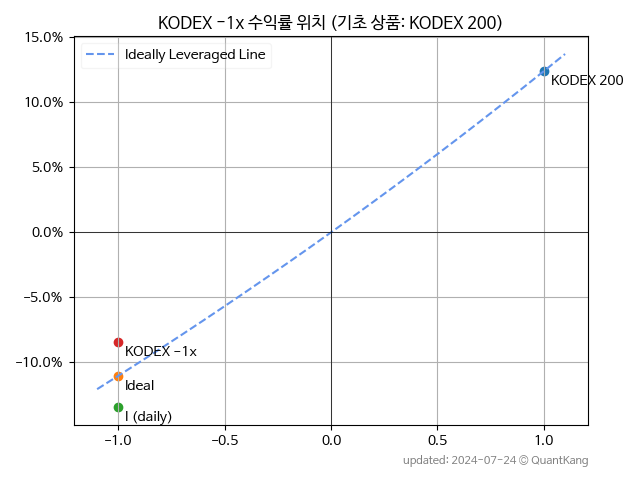 KODEX -1x 수익률 위치 (기초 상품: KODEX 200)
15.0%
Ideally Leveraged Line
KODEX 200
10.0%
5.0%
0.0%
-5.0%
KODEX -1x
-10.0%
Ideal
I (daily)
-1.0 -0.5 0.0 0.5 1.0
updated: 2024-07-24 © QuantKang